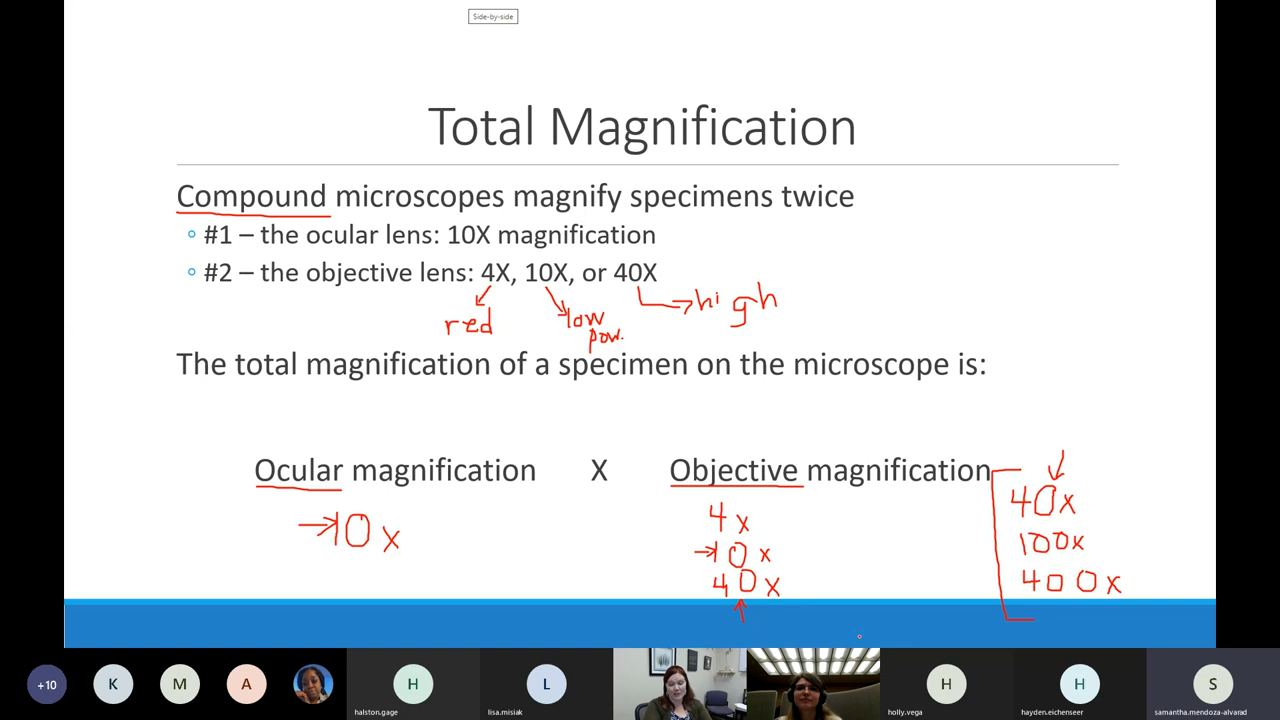 Side-by-side
Total Magnification
Compound microscopes magnify specimens twice
#1 – the ocular lens: 10X magnification
#2 – the objective lens: 4X, 10X, or 40X
red
low
pow.
high
The total magnification of a specimen on the microscope is:
Ocular magnification X Objective magnification
10x
4x
10x
40x
40x
100x
400x
+10
K
M
A
H
halston.gage
L
lisa.misiak
H
holly.vega
H
hayden.eichenseer
S
samantha.mendoza-alvarad